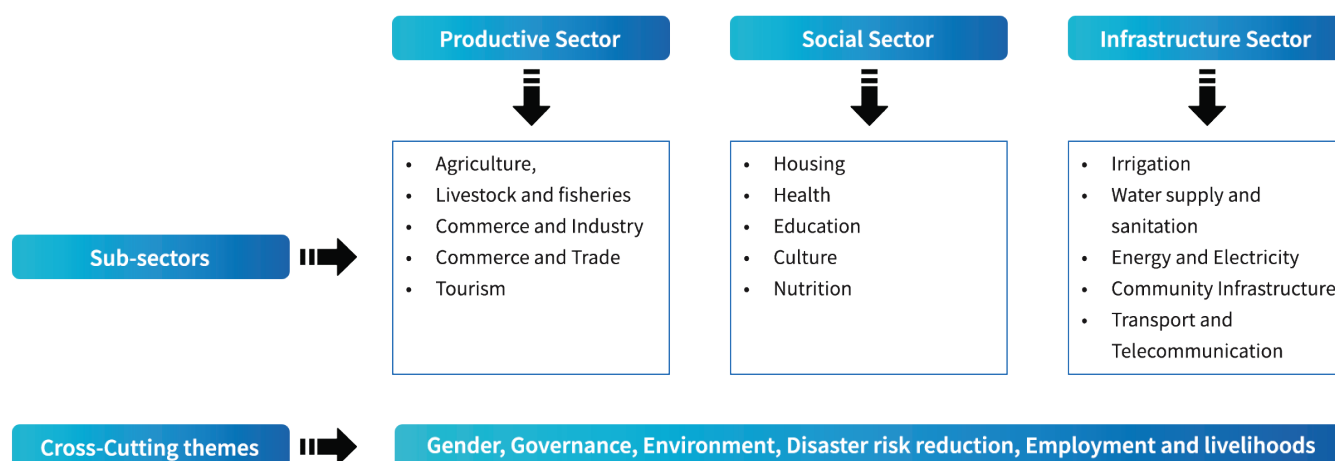 Productive Sector
Social Sector
Infrastructure Sector
Sub-sectors
• Agriculture,
• Livestock and fisheries
• Commerce and Industry
• Commerce and Trade
• Tourism
• Housing
• Health
• Education
• Culture
• Nutrition
• Irrigation
• Water supply and
sanitation
• Energy and Electricity
• Community Infrastructure
• Transport and
Telecommunication
Cross-Cutting themes
Gender, Governance, Environment, Disaster risk reduction, Employment and livelihoods